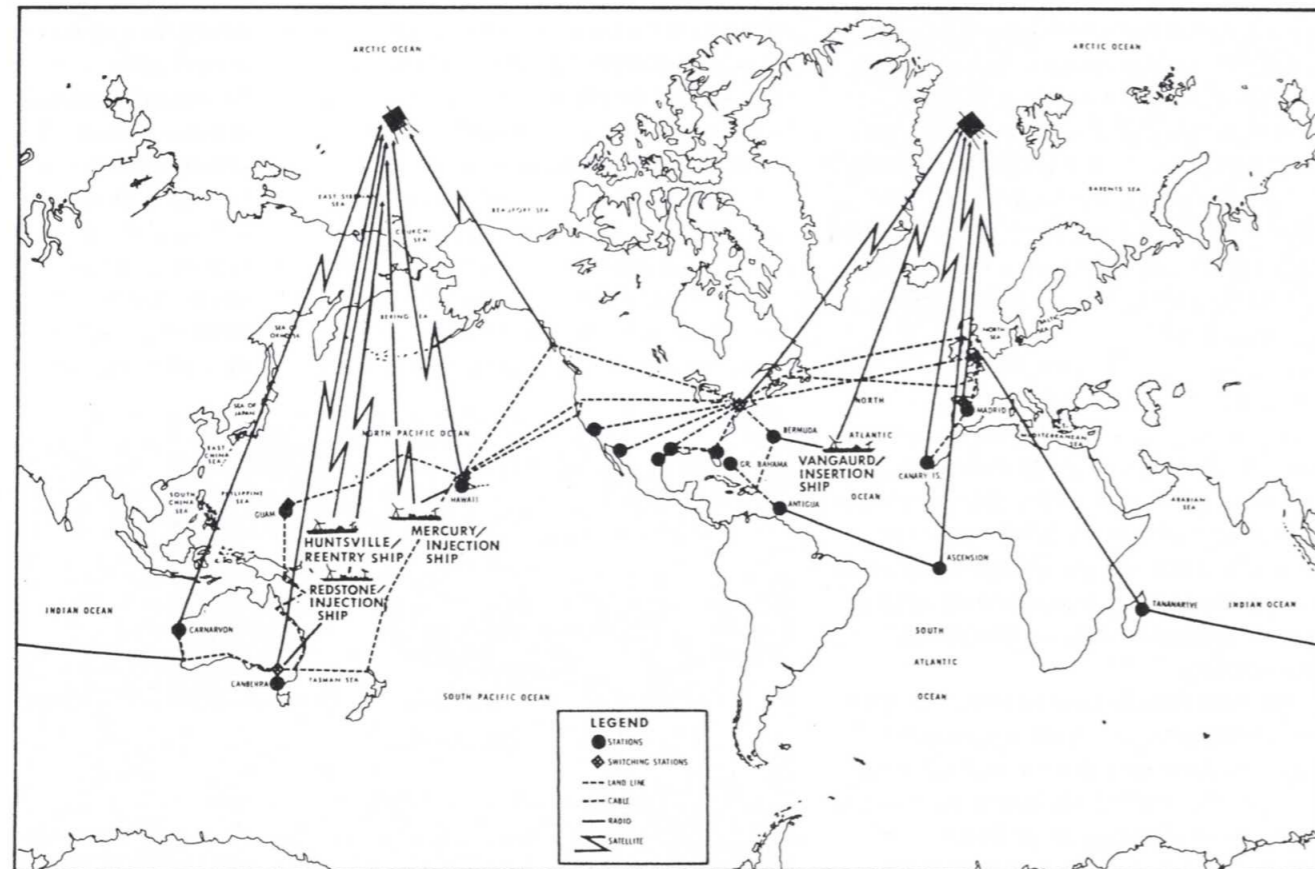 ARCTIC OCEAN
ARCTIC OCEAN
BARENTS SEA
EAST SIBERIAN
SEA
BEAUFORT SEA
CHUKCHI
SEA
BERING SEA
SEA OF
NORTH
SEA
BALTIC
SEA
SEA OF
JAPAN
EAST
CHINA
SEA
NORTH PACIFIC OCEAN
NORTH
ATLANTIC
OCEAN
BERMUDA
MADRID
MEDITERRANEAN
SEA
GR. BAHAMA
VANGAURD/
INSERTION
SHIP
CANARY IS.
SOUTH
CHINA
SEA
PHILIPPINE
SEA
ARABIAN
SEA
HAWAII
GUAM
ANTIGUA
HUNTSVILLE/
REENTRY SHIP
MERCURY/
INJECTION
SHIP
REDSTONE/
INJECTION
SHIP
ASCENSION
INDIAN OCEAN
TANANARIVE
INDIAN OCEAN
CARNARVON
SOUTH
ATLANTIC
OCEAN
CANBERRA
TASMAN SEA
SOUTH PACIFIC OCEAN
LEGEND
STATIONS
SWITCHING STATIONS
LAND LINE
CABLE
RADIO
SATELLITE